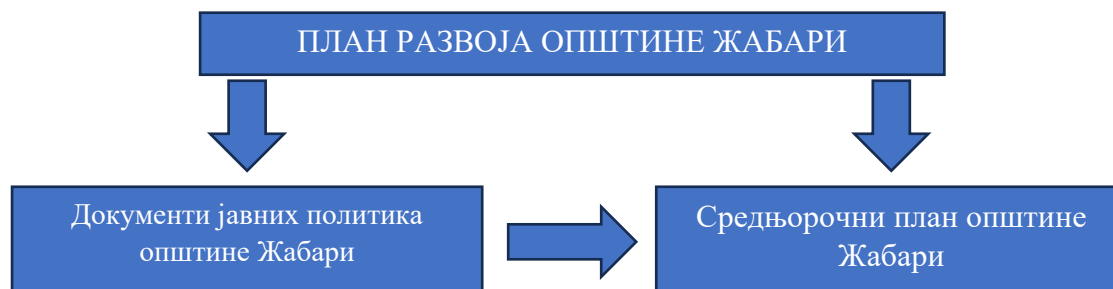 ПЛАН РАЗВОЈА ОПШТИНЕ ЖАБАРИ
Документи јавних политика
општине Жабари
Средњорочни план општине
Жабари